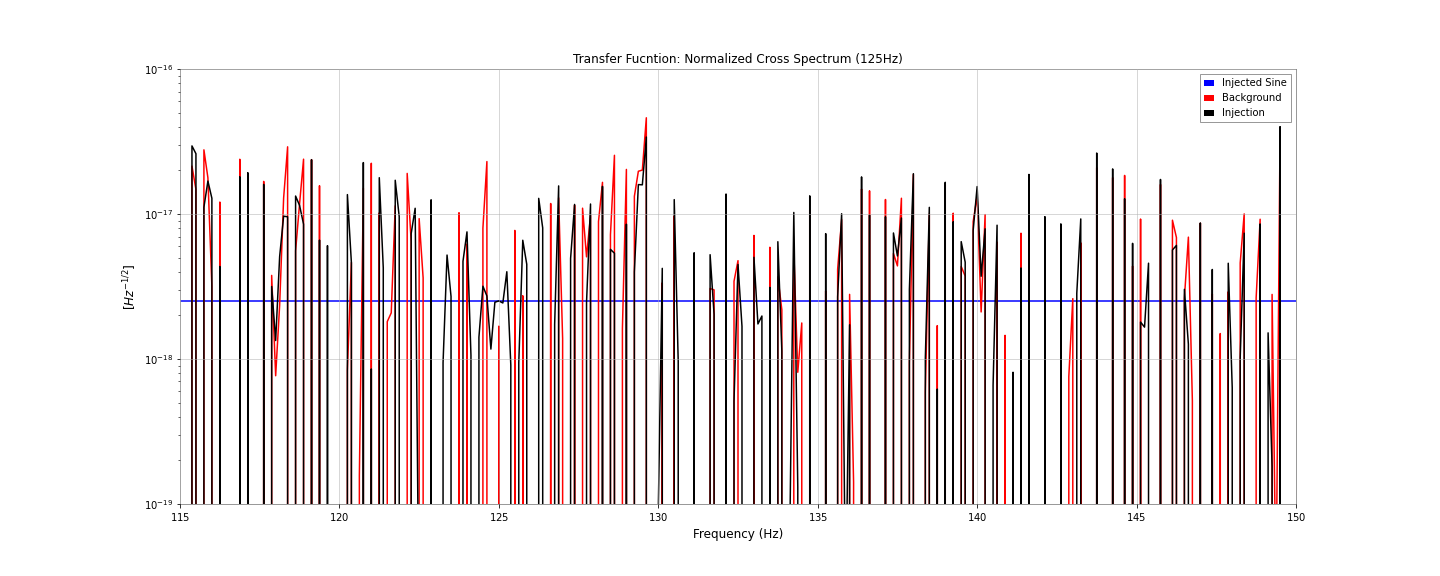 Transfer Fucntion: Normalized Cross Spectrum (125Hz)
10⁻¹⁶
10⁻¹⁷
10⁻¹⁸
10⁻¹⁹
[Hz⁻¹/²]
Injected Sine
Background
Injection
115 120 125 130 135 140 145 150
Frequency (Hz)